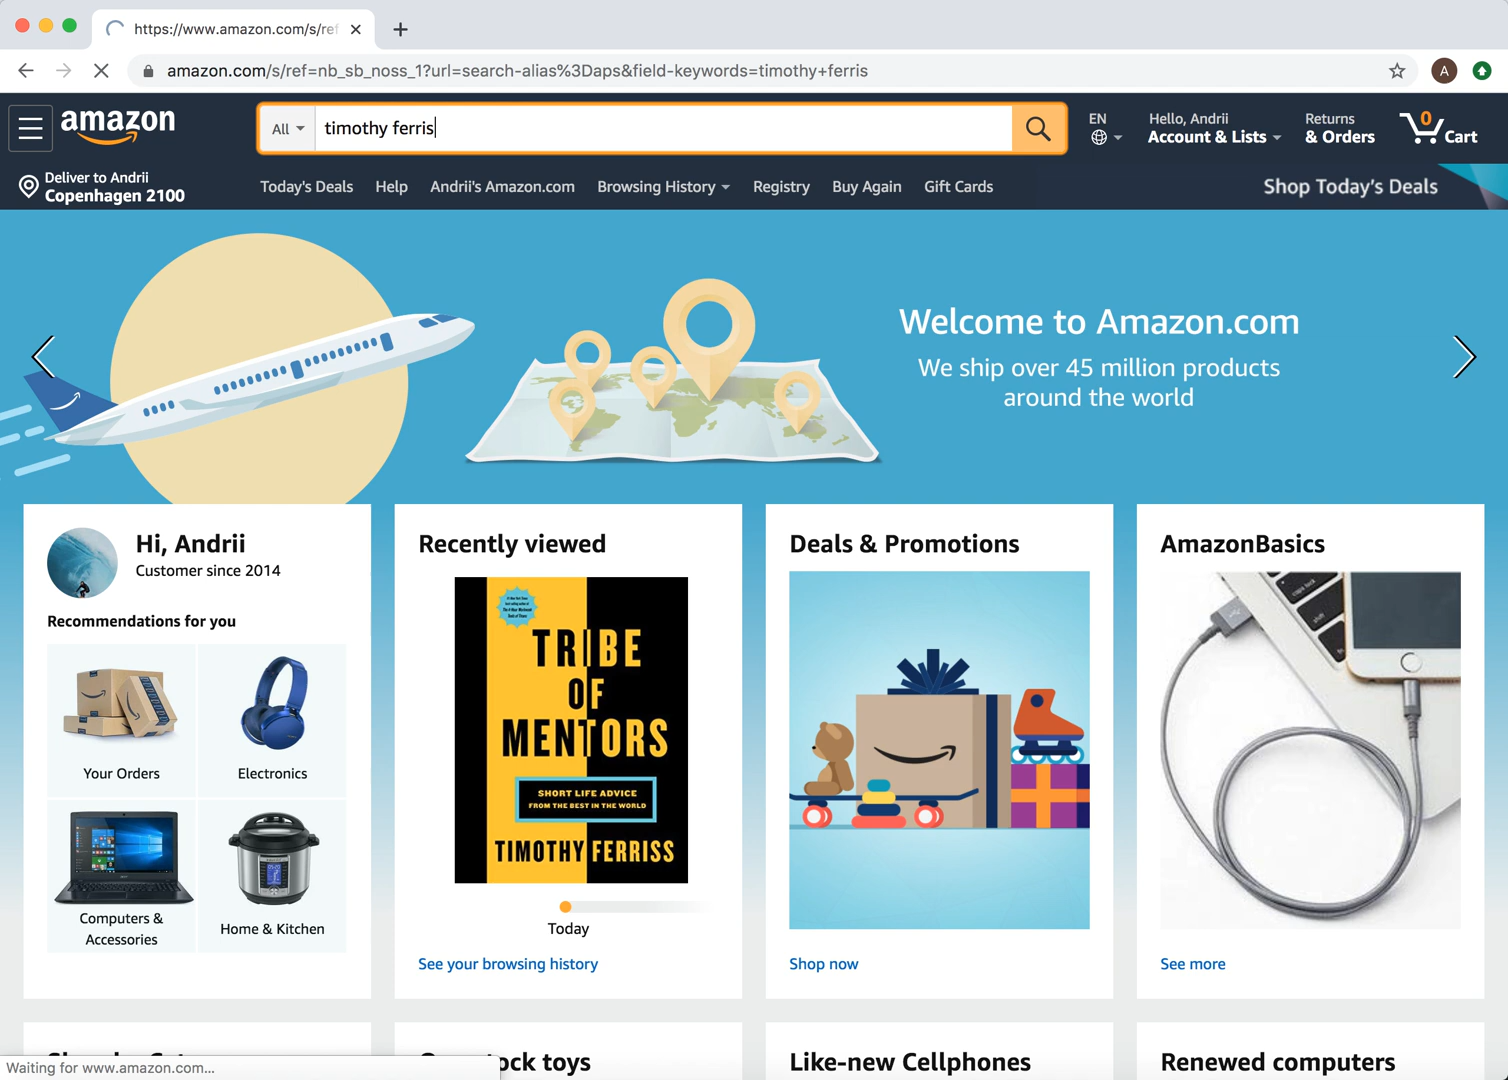 https://www.amazon.com/s/ref
amazon.com/s/ref=nb_sb_noss_1?url=search-alias%3Daps&field-keywords=timothy+ferris
A
amazon
All
timothy ferris
EN
Hello, Andrii
Account & Lists
Returns
& Orders
0
Cart
Deliver to Andrii
Copenhagen 2100
Today's Deals
Help
Andrii's Amazon.com
Browsing History
Registry
Buy Again
Gift Cards
Shop Today's Deals
Welcome to Amazon.com
We ship over 45 million products
around the world
Hi, Andrii
Customer since 2014
Recommendations for you
Your Orders
Electronics
Computers &
Accessories
Home & Kitchen
Recently viewed
TRIBE
OF
MENTORS
SHORT LIFE ADVICE
FROM THE BEST IN THE WORLD
TIMOTHY FERRISS
Today
See your browsing history
Deals & Promotions
Shop now
AmazonBasics
See more
ock toys
Like-new Cellphones
Renewed computers
Waiting for www.amazon.com...